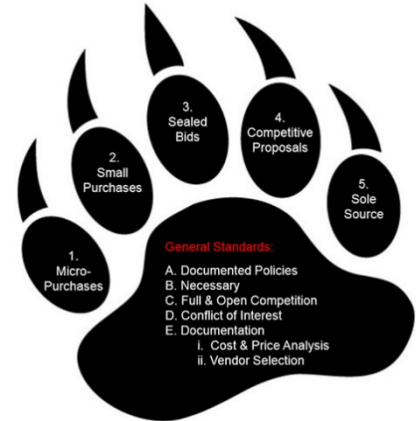 1.
Micro-
Purchases
2.
Small
Purchases
3.
Sealed
Bids
4.
Competitive
Proposals
5.
Sole
Source
General Standards:
A. Documented Policies
B. Necessary
C. Full & Open Competition
D. Conflict of Interest
E. Documentation
i. Cost & Price Analysis
ii. Vendor Selection